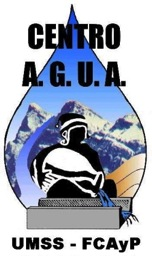 CENTRO
A. G. U. A.
UMSS - FCAyP